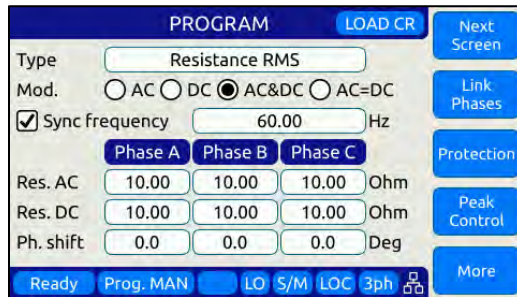 PROGRAM LOAD CR
Next
Screen
Type Resistance RMS
Mod. AC DC AC&DC AC=DC
Link
Phases
Sync frequency 60.00 Hz
Phase A Phase B Phase C
Protection
Res. AC 10.00 10.00 10.00 Ohm
Res. DC 10.00 10.00 10.00 Ohm
Peak
Control
Ph. shift 0.0 0.0 0.0 Deg
More
Ready Prog. MAN LO S/M LOC 3ph